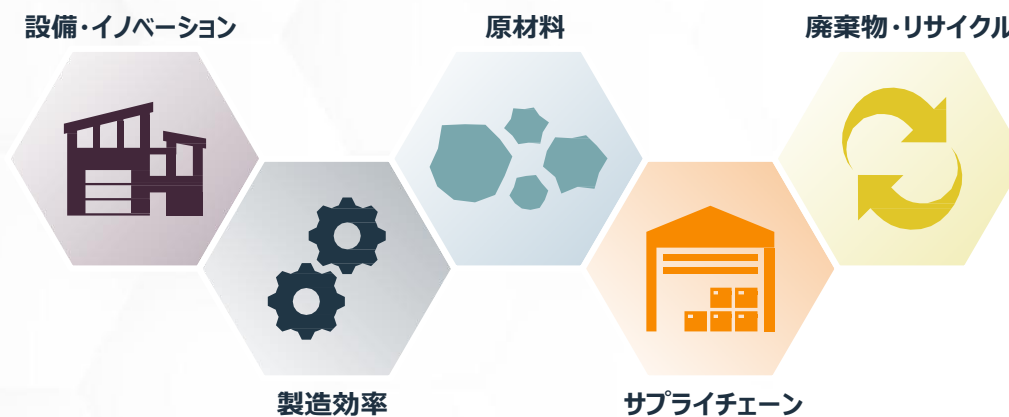 設備・イノベーション
原材料
廃棄物・リサイクル
製造効率
サプライチェーン